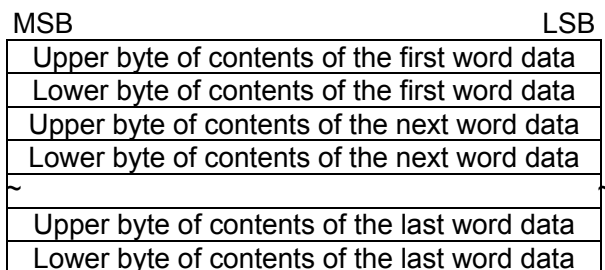 MSB LSB
Upper byte of contents of the first word data
Lower byte of contents of the first word data
Upper byte of contents of the next word data
Lower byte of contents of the next word data
~ ~
Upper byte of contents of the last word data
Lower byte of contents of the last word data